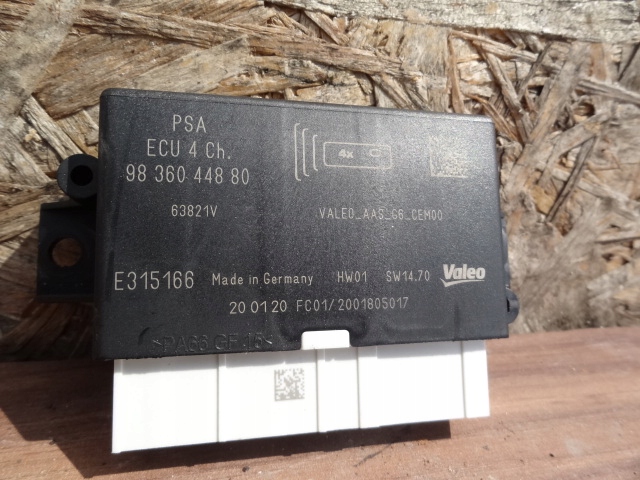 PSA
ECU 4 Ch.
98 360 448 80
4x
63821V
VALEO_AAS_G6_CEM00
E315166 Made in Germany HW01 SW14.70 Valeo
20 01 20 FC01/2001805017
>PA66 GF 15<